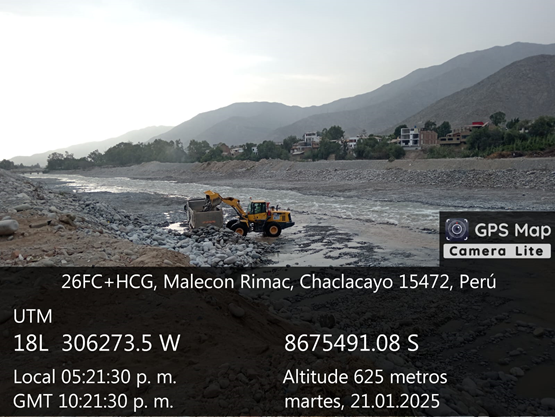 GPS Map
Camera Lite
26FC+HCG, Malecon Rimac, Chaclacayo 15472, Perú
UTM
18L 306273.5 W 8675491.08 S
Local 05:21:30 p. m. Altitude 625 metros
GMT 10:21:30 p. m. martes, 21.01.2025